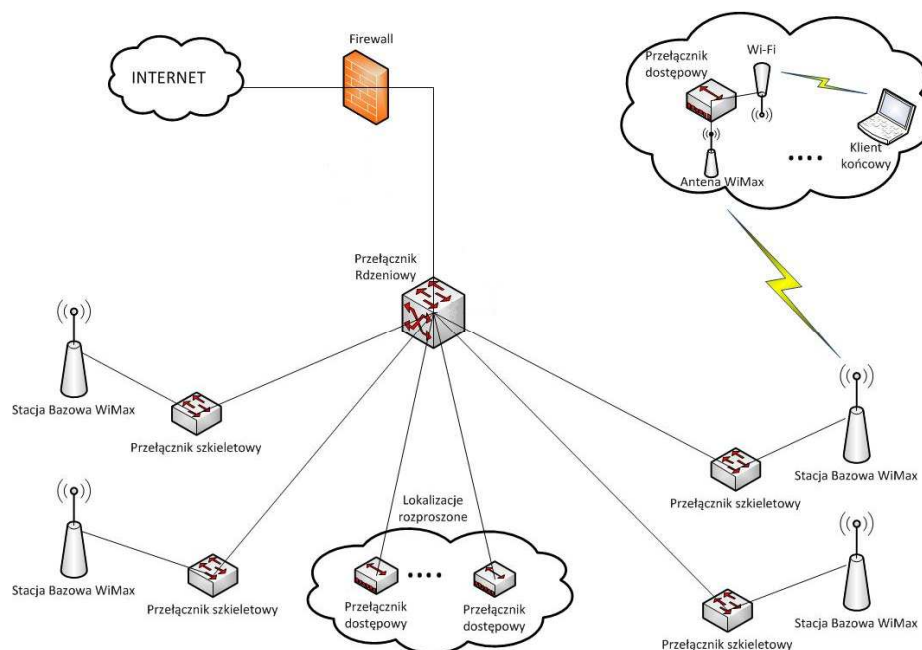 Firewall
INTERNET
Wi-Fi
Przełącznik
dostępowy
Klient
końcowy
Antena WiMax
Przełącznik
Rdzeniowy
Stacja Bazowa WiMax
Przełącznik szkieletowy
Stacja Bazowa WiMax
Przełącznik szkieletowy
Lokalizacje
rozproszone
Przełącznik
dostępowy
Przełącznik
dostępowy
Stacja Bazowa WiMax
Przełącznik szkieletowy
Stacja Bazowa WiMax
Przełącznik szkieletowy